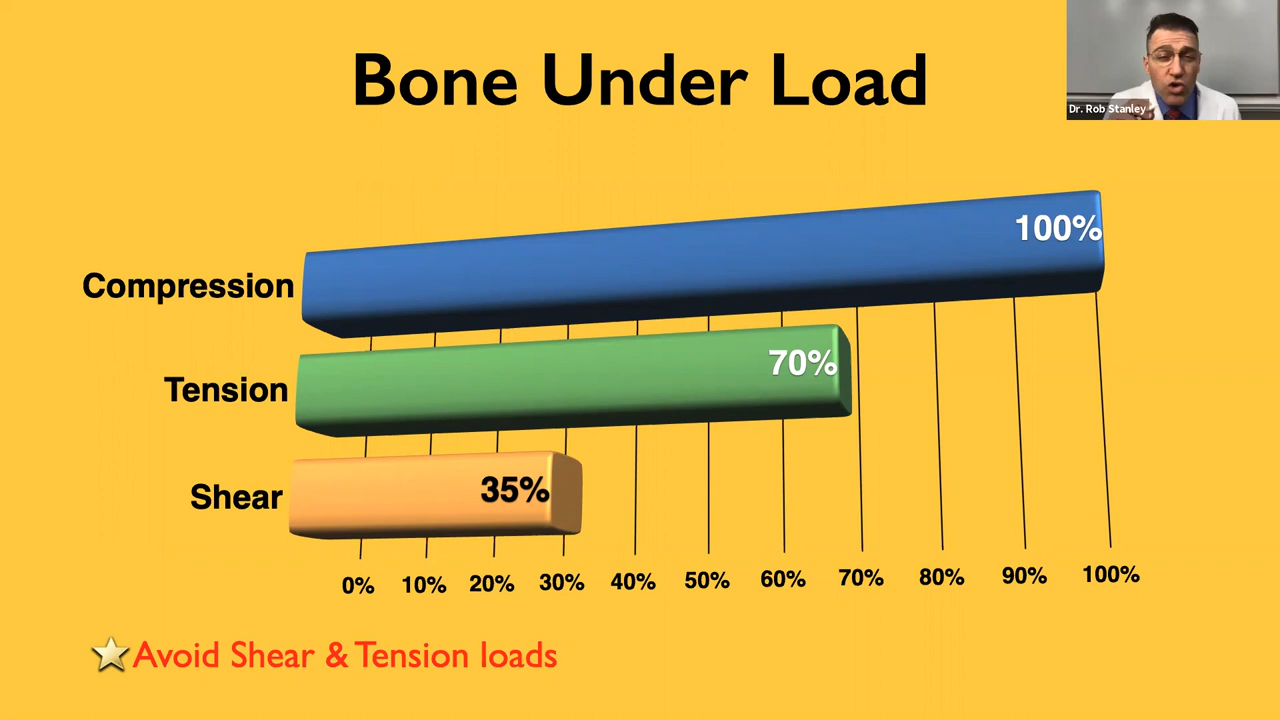 Bone Under Load
Dr. Rob Stanley
Compression
100%
Tension
70%
Shear
35%
0% 10% 20% 30% 40% 50% 60% 70% 80% 90% 100%
Avoid Shear & Tension loads